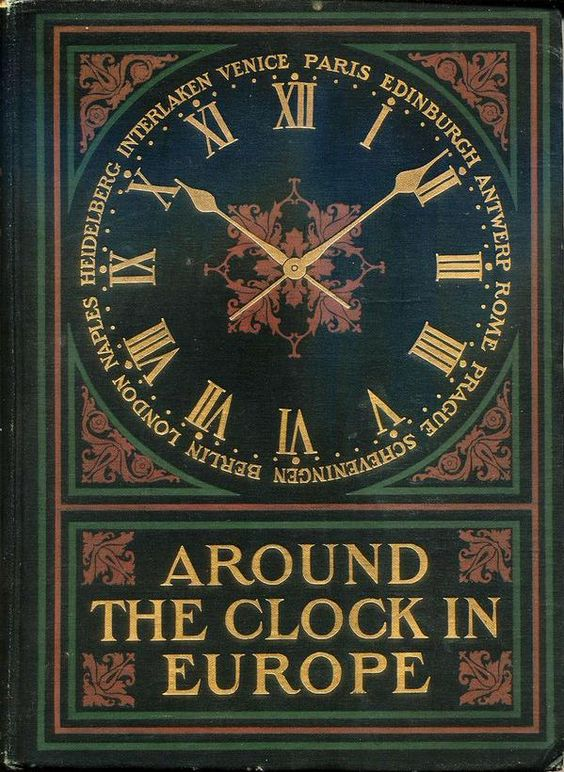 PARIS EDINBURGH ANTWERP ROME PRAGUE SCHEVENINGEN BERLIN LONDON NAPLES HEIDELBERG INTERLAKEN VENICE
XII
I
II
III
IIII
V
VI
VII
VIII
IX
X
XI
AROUND
THE CLOCK IN
EUROPE